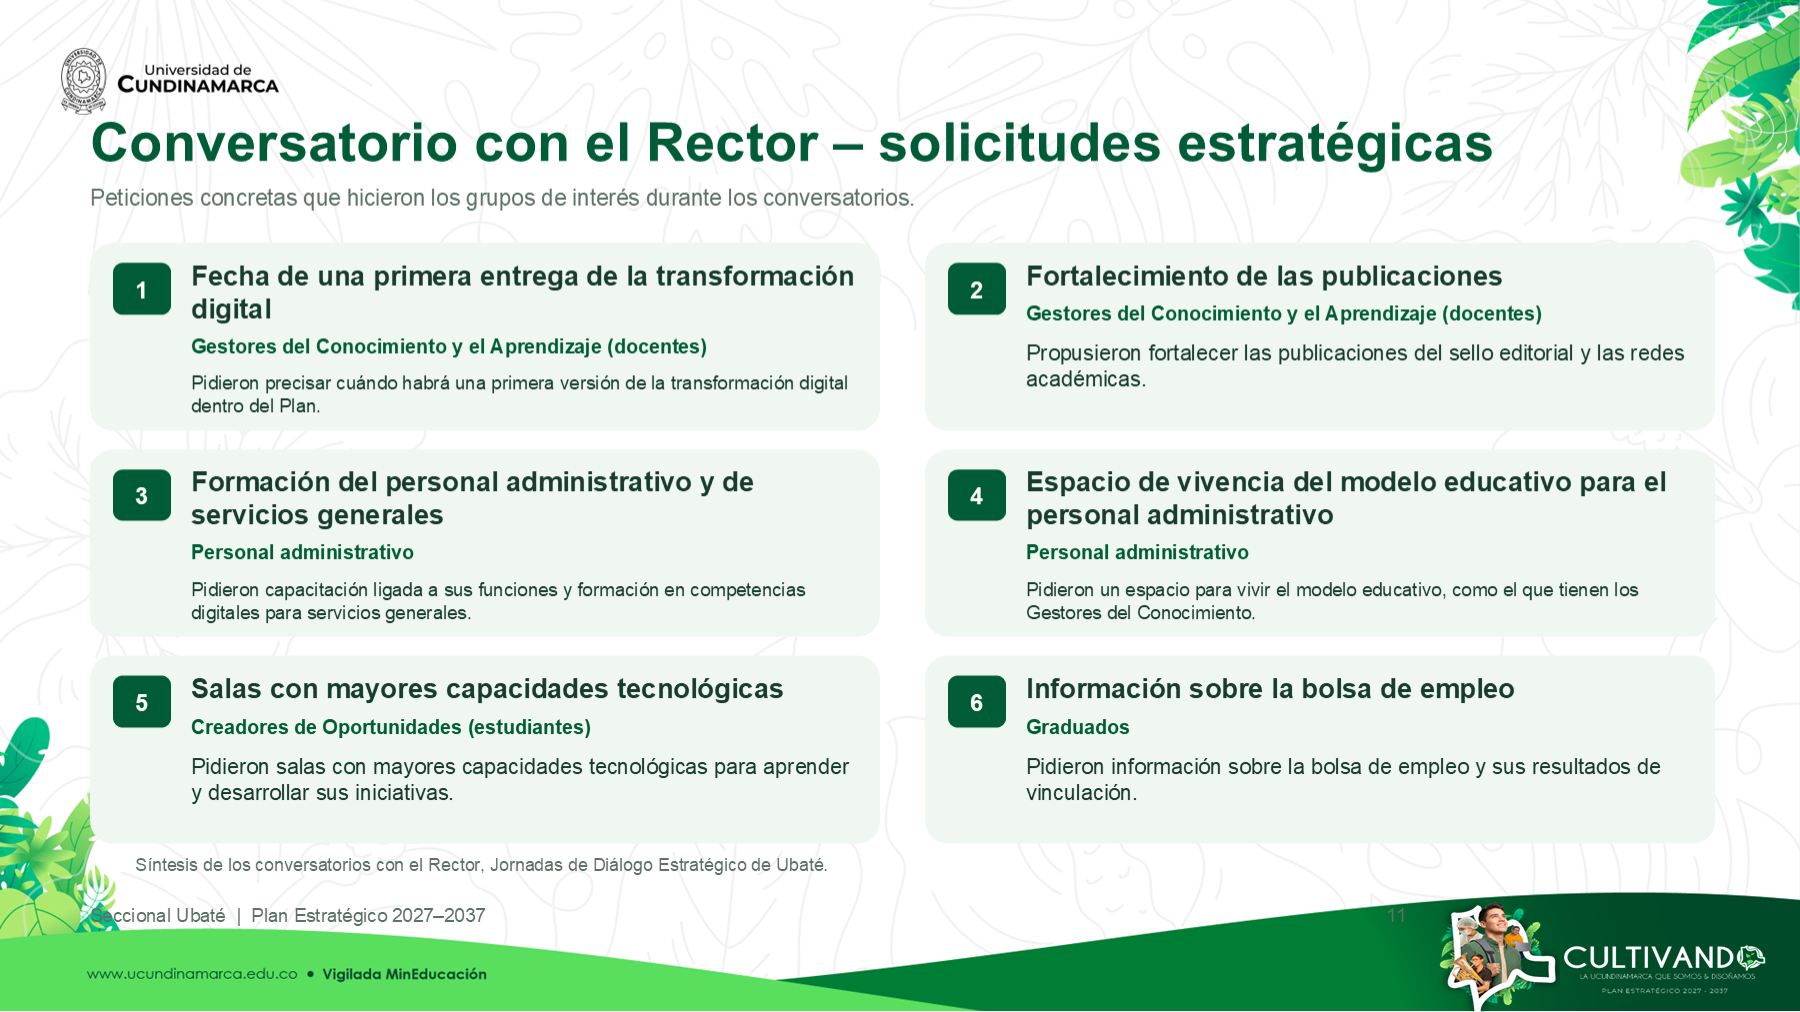 Universidad de
CUNDINAMARCA
Conversatorio con el Rector – solicitudes estratégicas
Peticiones concretas que hicieron los grupos de interés durante los conversatorios.
1
Fecha de una primera entrega de la transformación
digital
Gestores del Conocimiento y el Aprendizaje (docentes)
Pidieron precisar cuándo habrá una primera versión de la transformación digital
dentro del Plan.
2
Fortalecimiento de las publicaciones
Gestores del Conocimiento y el Aprendizaje (docentes)
Propusieron fortalecer las publicaciones del sello editorial y las redes
académicas.
3
Formación del personal administrativo y de
servicios generales
Personal administrativo
Pidieron capacitación ligada a sus funciones y formación en competencias
digitales para servicios generales.
4
Espacio de vivencia del modelo educativo para el
personal administrativo
Personal administrativo
Pidieron un espacio para vivir el modelo educativo, como el que tienen los
Gestores del Conocimiento.
5
Salas con mayores capacidades tecnológicas
Creadores de Oportunidades (estudiantes)
Pidieron salas con mayores capacidades tecnológicas para aprender
y desarrollar sus iniciativas.
6
Información sobre la bolsa de empleo
Graduados
Pidieron información sobre la bolsa de empleo y sus resultados de
vinculación.
Síntesis de los conversatorios con el Rector, Jornadas de Diálogo Estratégico de Ubaté.
Seccional Ubaté | Plan Estratégico 2027–2037
11
www.ucundinamarca.edu.co • Vigilada MinEducación
CULTIVANDO
LA UCUNDINAMARCA QUE SOMOS & DISOÑAMOS
PLAN ESTRATÉGICO 2027 - 2037